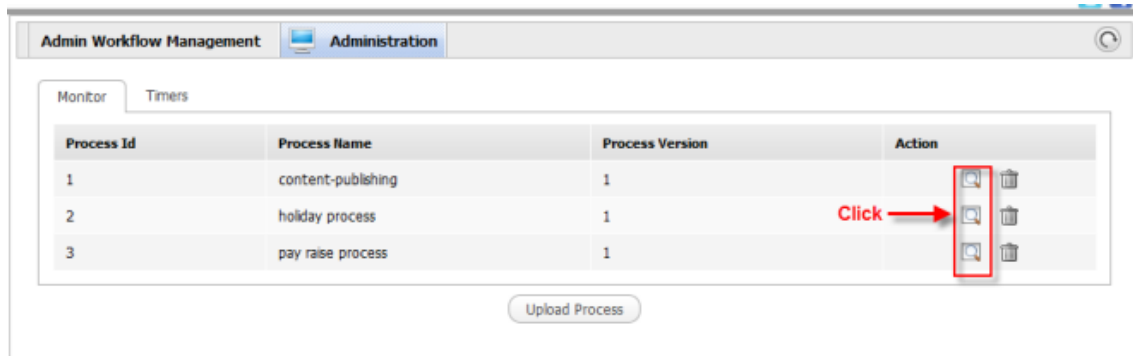 Admin Workflow Management Administration
Monitor Timers
Process Id Process Name Process Version Action
1 content-publishing 1
2 holiday process 1 Click
3 pay raise process 1
Upload Process